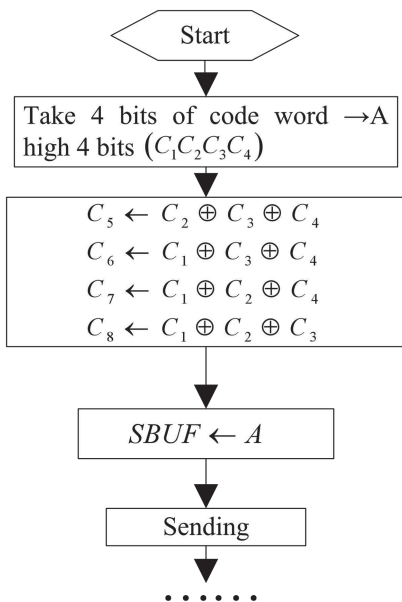 Start
Take 4 bits of code word →A
high 4 bits (C₁C₂C₃C₄)
C₅ ← C₂ ⊕ C₃ ⊕ C₄
C₆ ← C₁ ⊕ C₃ ⊕ C₄
C₇ ← C₁ ⊕ C₂ ⊕ C₄
C₈ ← C₁ ⊕ C₂ ⊕ C₃
SBUF ← A
Sending
······